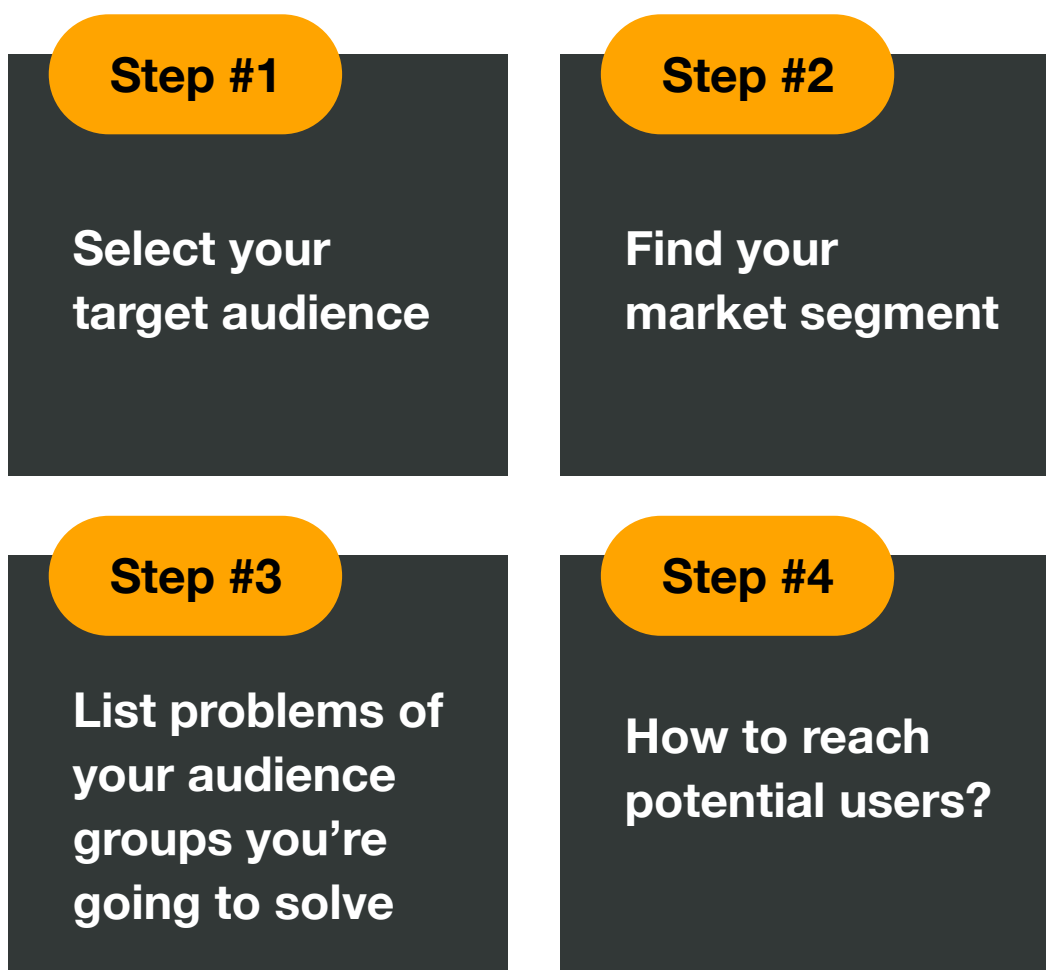 Step #1
Select your
target audience
Step #2
Find your
market segment
Step #3
List problems of
your audience
groups you’re
going to solve
Step #4
How to reach
potential users?